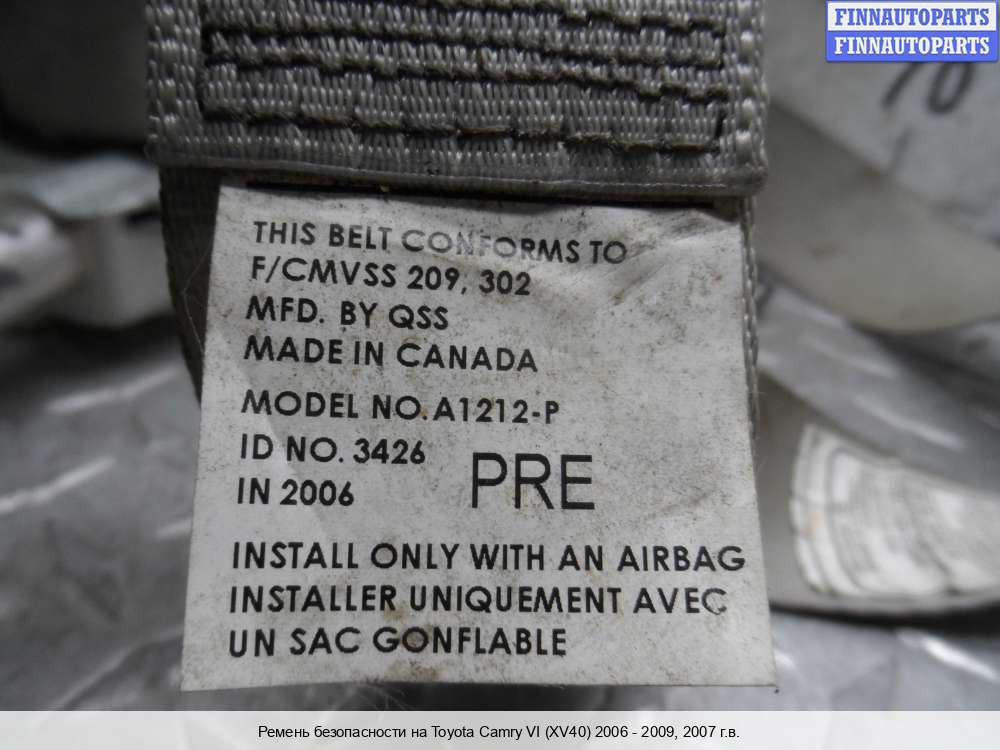 FINNAUTOPARTS
FINNAUTOPARTS
70
THIS BELT CONFORMS TO
F/CMVSS 209, 302
MFD. BY QSS
MADE IN CANADA
MODEL NO. A1212-P
ID NO. 3426
IN 2006
PRE
INSTALL ONLY WITH AN AIRBAG
INSTALLER UNIQUEMENT AVEC
UN SAC GONFLABLE
Ремень безопасности на Toyota Camry VI (XV40) 2006 - 2009, 2007 г.в.